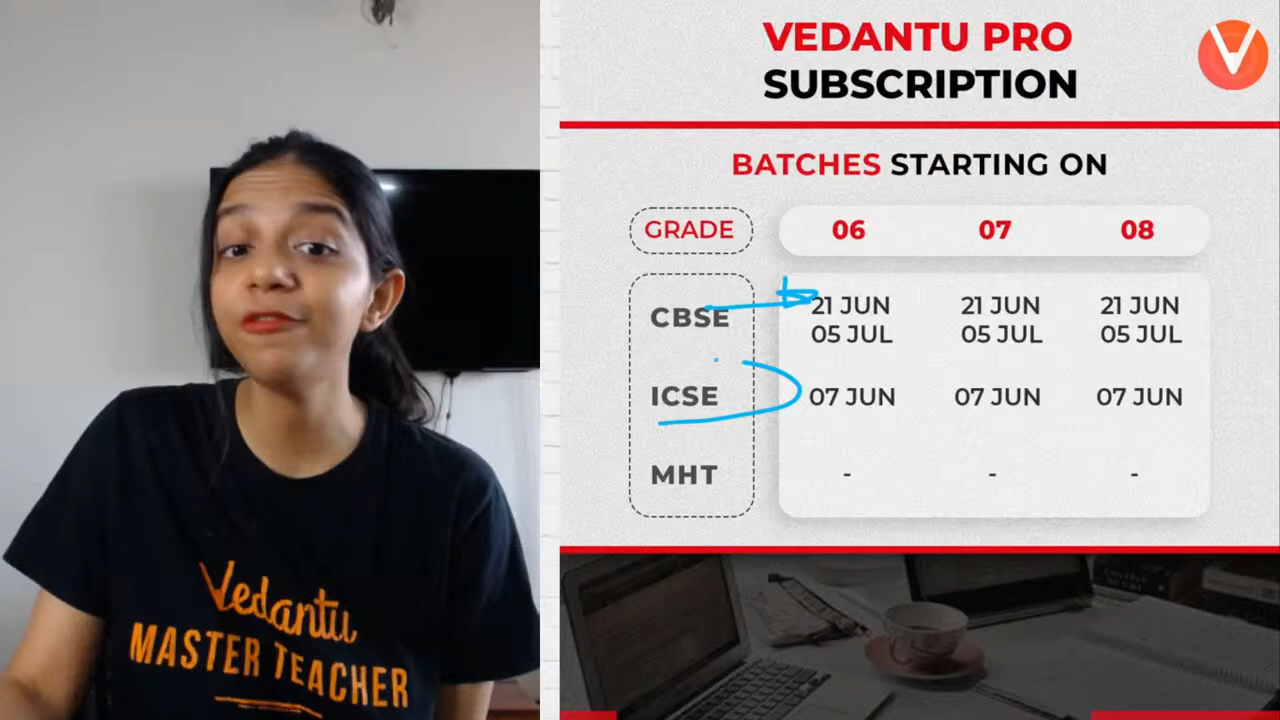 Vedantu
MASTER TEACHER
VEDANTU PRO
SUBSCRIPTION
V
BATCHES STARTING ON
GRADE 06 07 08
CBSE 21 JUN 21 JUN 21 JUN
05 JUL 05 JUL 05 JUL
ICSE 07 JUN 07 JUN 07 JUN
MHT - - -